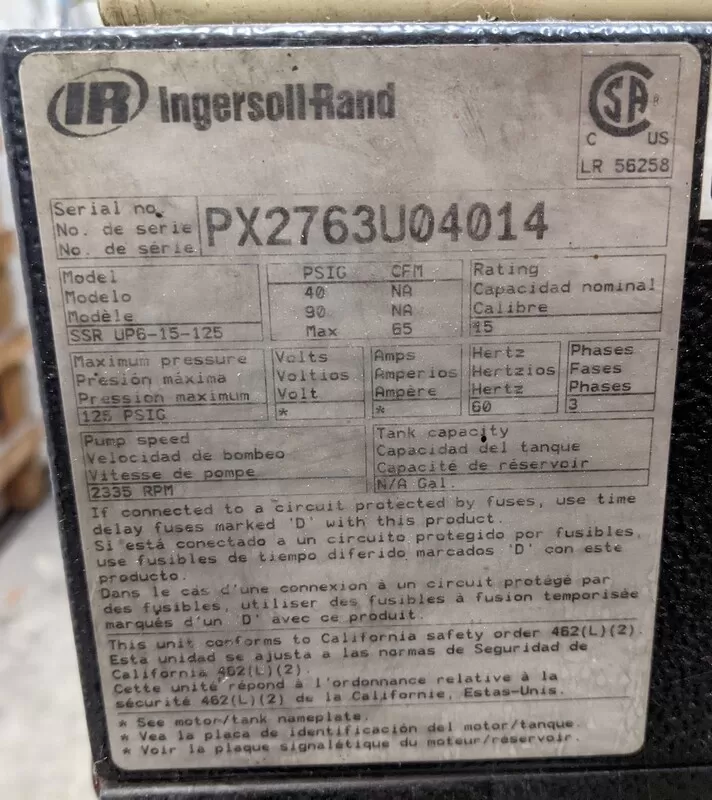 IR Ingersoll-Rand
CSA
C US
LR 56258
Serial no.
No. de serie
No. de série
PX2763U04014
Model
Modelo
Modèle
SSR UP6-15-125
PSIG CFM
40 NA
90 NA
Max 65
Rating
Capacidad nominal
Calibre
15
Maximum pressure
Presión máxima
Pression maximum
125 PSIG
Volts
Voltios
Volt
*
Amps
Amperios
Ampère
*
Hertz
Hertzios
Hertz
60
Phases
Fases
Phases
3
Pump speed
Velocidad de bombeo
Vitesse de pompe
2335 RPM
Tank capacity
Capacidad del tanque
Capacité de réservoir
N/A Gal.
If connected to a circuit protected by fuses, use time
delay fuses marked 'D' with this product.
Si está conectado a un circuito protegido por fusibles,
use fusibles de tiempo diferido marcados 'D' con este
producto.
Dans le cás d'une connexion à un circuit protégé par
des fusibles, utiliser des fusibles à fusion temporisée
marqués d'un 'D' avec ce produit.
This unit conforms to California safety order 462(L)(2).
Esta unidad se ajusta a las normas de Seguridad de
California 462(L)(2).
Cette unité répond à l'ordonnance relative à la
sécurité 462(L)(2) de la Californie, Estas-Unis.
* See motor/tank nameplate.
* Vea la placa de identificación del motor/tanque.
* Voir la plaque signalétique du moteur/réservoir.